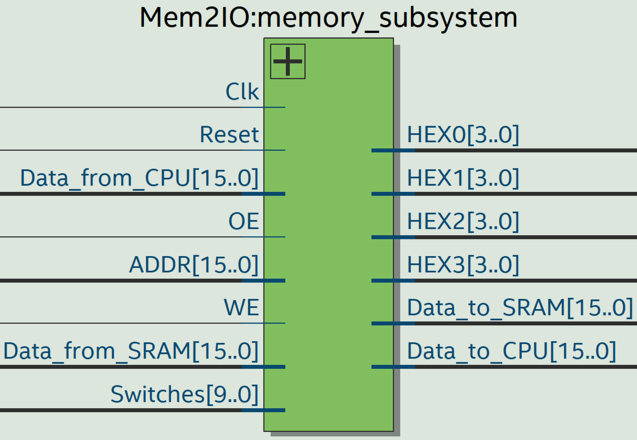 Mem2IO:memory_subsystem
Clk
Reset
HEX0[3..0]
Data_from_CPU[15..0]
HEX1[3..0]
OE
HEX2[3..0]
ADDR[15..0]
HEX3[3..0]
WE
Data_to_SRAM[15..0]
Data_from_SRAM[15..0]
Data_to_CPU[15..0]
Switches[9..0]